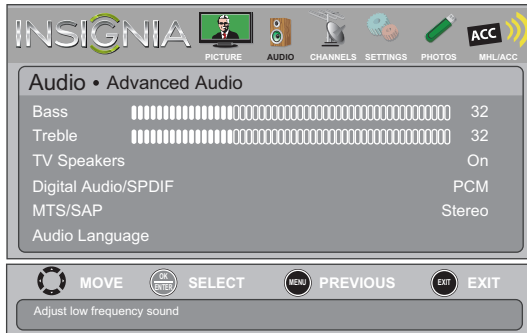 INSIGNIA
PICTURE AUDIO CHANNELS SETTINGS PHOTOS MHL/ACC
ACC
Audio • Advanced Audio
Bass 32
Treble 32
TV Speakers On
Digital Audio/SPDIF PCM
MTS/SAP Stereo
Audio Language
MOVE OK ENTER SELECT MENU PREVIOUS EXIT EXIT
Adjust low frequency sound